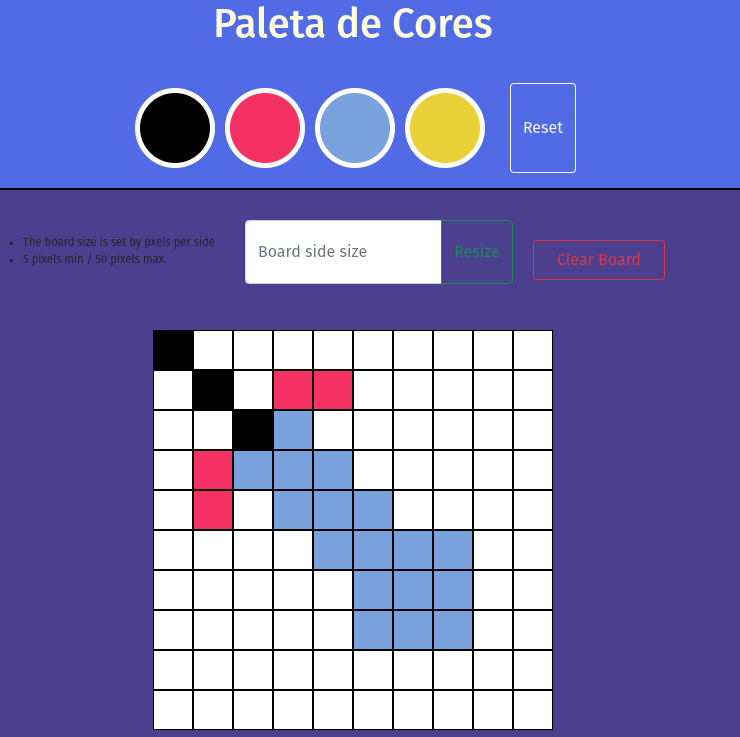 Paleta de Cores
Reset
The board size is set by pxels per side
5 pixels min / 50 pixels max.
Board side size
Resize
Clear Board